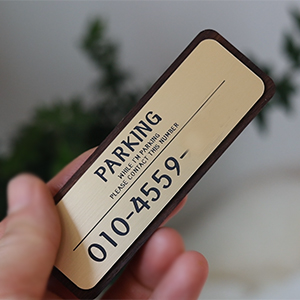 PARKING
WHILE I'M PARKING
PLEASE CONTACT THIS NUMBER
010-4559-